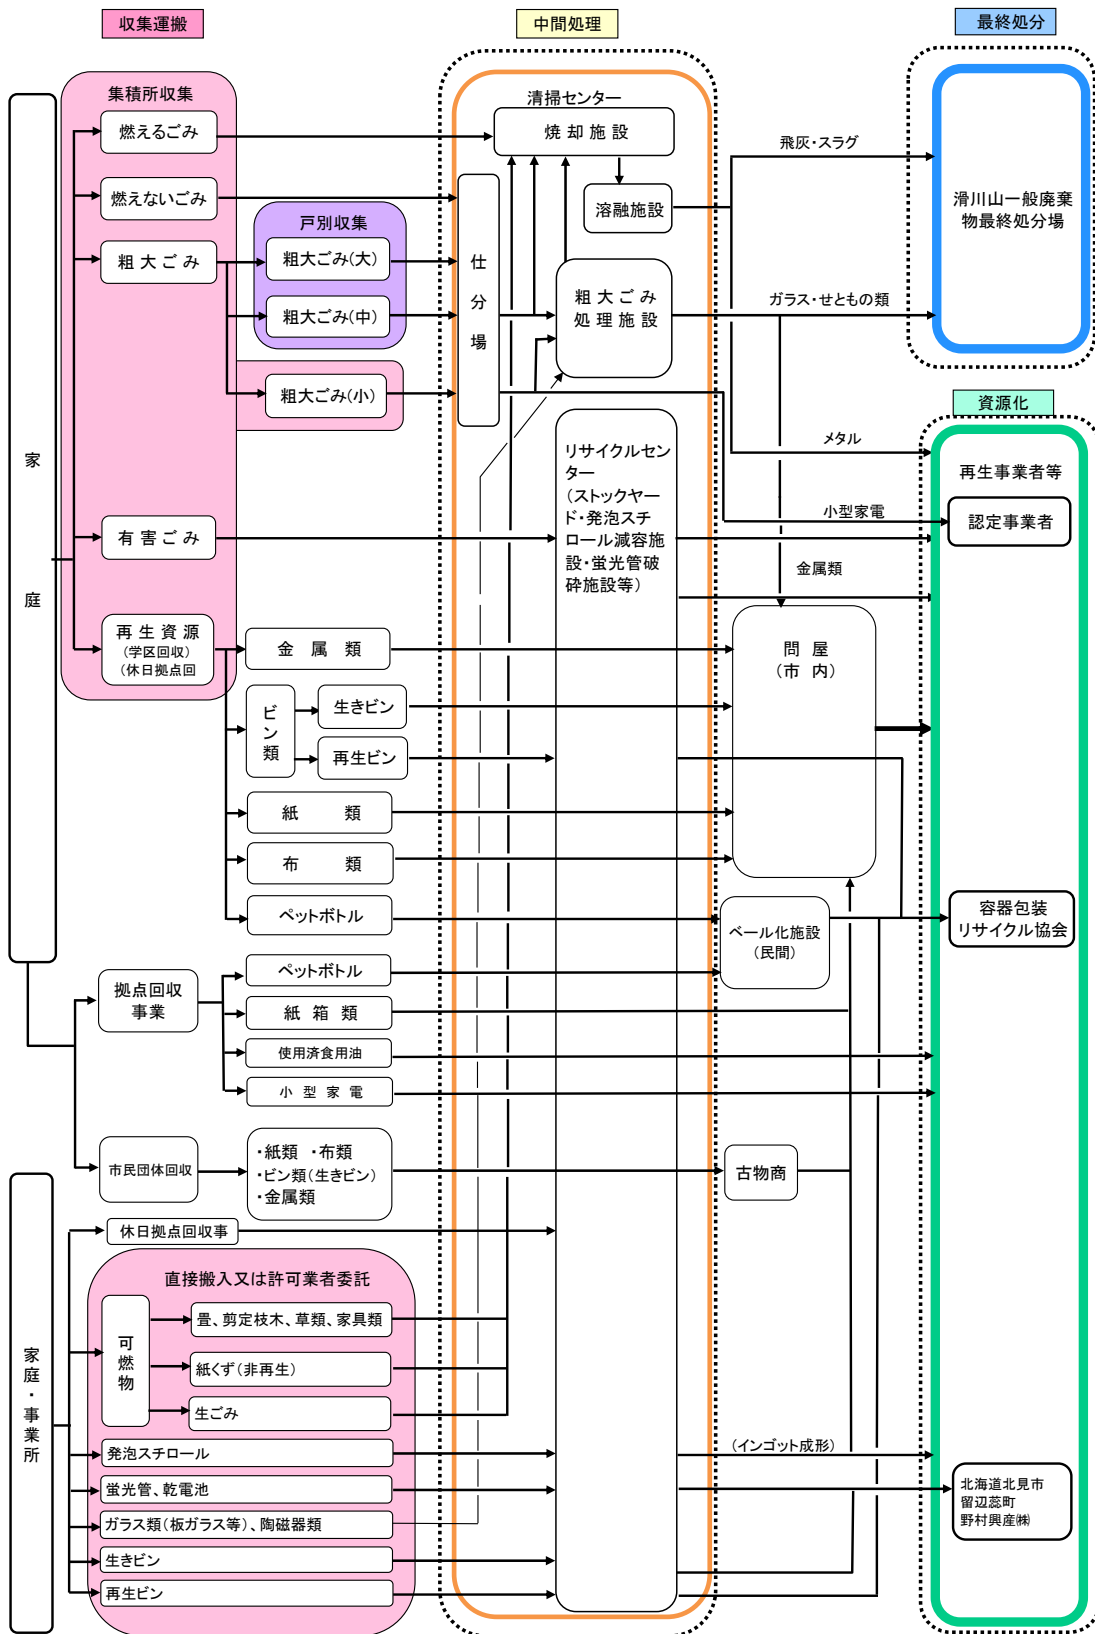 収集運搬
中間処理
最終処分
集積所収集
燃えるごみ
燃えないごみ
粗大ごみ
戸別収集
粗大ごみ(大)
粗大ごみ(中)
粗大ごみ(小)
有害ごみ
再生資源
(学区回収)
(休日拠点回
家庭
清掃センター
焼却施設
溶融施設
仕分場
粗大ごみ
処理施設
リサイクルセン
ター
(ストックヤー
ド・発泡スチ
ロール減容施
設・蛍光管破
砕施設等)
飛灰・スラグ
滑川山一般廃棄
物最終処分場
ガラス・せともの類
資源化
メタル
再生事業者等
小型家電
認定事業者
金属類
金属類
ビン類
生きビン
再生ビン
紙類
布類
ペットボトル
問屋
(市内)
ベール化施設
(民間)
容器包装
リサイクル協会
拠点回収
事業
ペットボトル
紙箱類
使用済食用油
小型家電
市民団体回収
・紙類 ・布類
・ビン類(生きビン)
・金属類
古物商
家庭・事業所
休日拠点回収事
直接搬入又は許可業者委託
可燃物
畳、剪定枝木、草類、家具類
紙くず(非再生)
生ごみ
発泡スチロール
蛍光管、乾電池
ガラス類(板ガラス等)、陶磁器類
生きビン
再生ビン
(インゴット成形)
北海道北見市
留辺蘂町
野村興産㈱